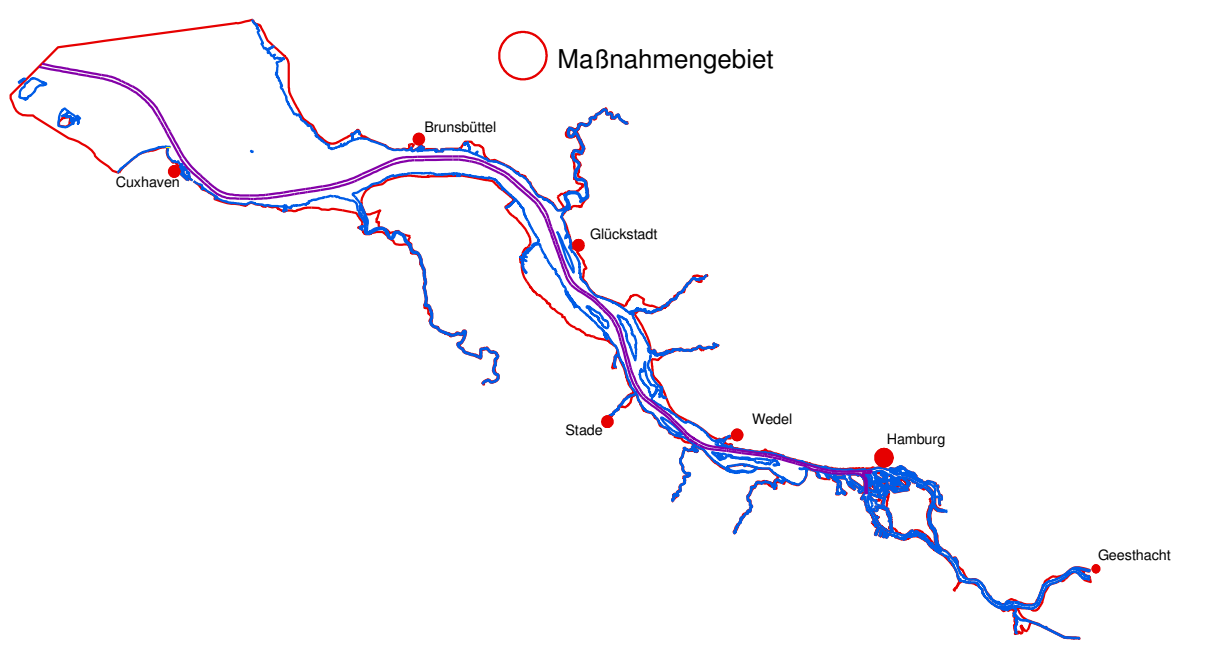 Maßnahmengebiet
Brunsbüttel
Cuxhaven
Glückstadt
Wedel
Stade
Hamburg
Geesthacht